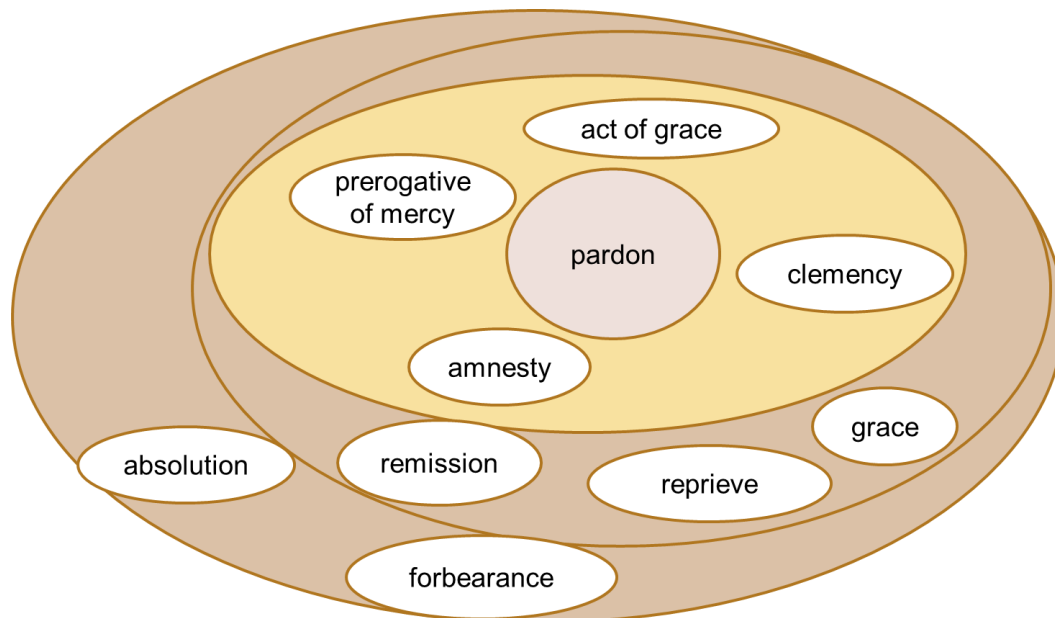 act of grace
prerogative
of mercy
pardon
clemency
amnesty
grace
absolution
remission
reprieve
forbearance